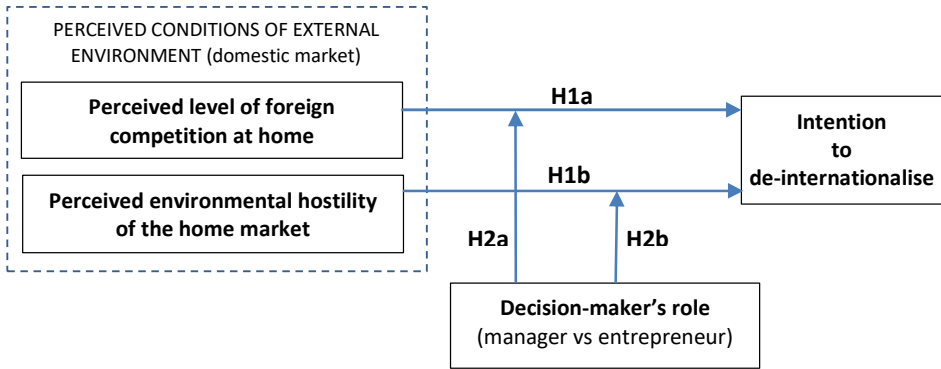 PERCEIVED CONDITIONS OF EXTERNAL
ENVIRONMENT (domestic market)
Perceived level of foreign
competition at home
Perceived environmental hostility
of the home market
H1a
H1b
H2a
H2b
Intention
to
de-internationalise
Decision-maker's role
(manager vs entrepreneur)